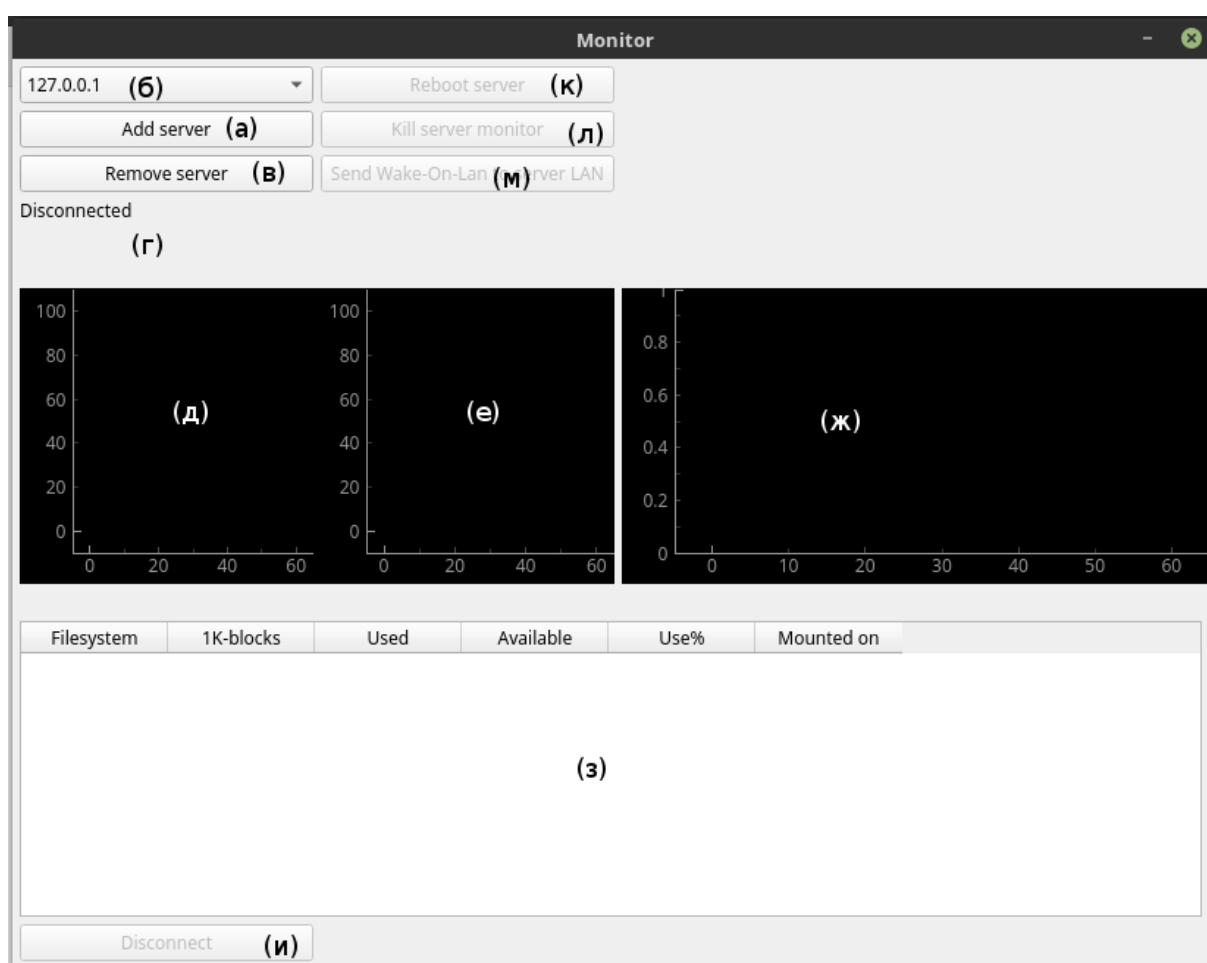 Monitor
127.0.0.1 (б)
Reboot server (к)
Add server (а)
Kill server monitor (л)
Remove server (в)
Send Wake-On-Lan to server LAN (м)
Disconnected
(г)
100
80
60
40
20
0
0 20 40 60
(д)
100
80
60
40
20
0
0 20 40 60
(е)
1
0.8
0.6
0.4
0.2
0
0 10 20 30 40 50 60
(ж)
Filesystem 1K-blocks Used Available Use% Mounted on
(з)
Disconnect (и)